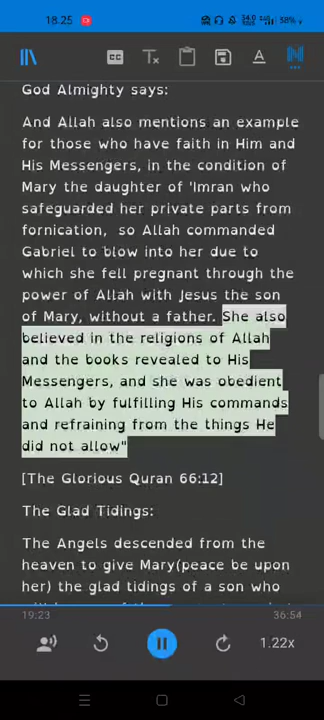 18.25
58%
CC
God Almighty says:
And Allah also mentions an example
for those who have faith in Him and
His Messengers, in the condition of
Mary the daughter of 'Imran who
safeguarded her private parts from
fornication,  so Allah commanded
Gabriel to blow into her due to
which she fell pregnant through the
power of Allah with Jesus the son
of Mary, without a father. She also
believed in the religions of Allah
and the books revealed to His
Messengers, and she was obedient
to Allah by fulfilling His commands
and refraining from the things He
did not allow"
[The Glorious Quran 66:12]
The Glad Tidings:
The Angels descended from the
heaven to give Mary(peace be upon
her) the glad tidings of a son who
19:23
36:54
1.22x